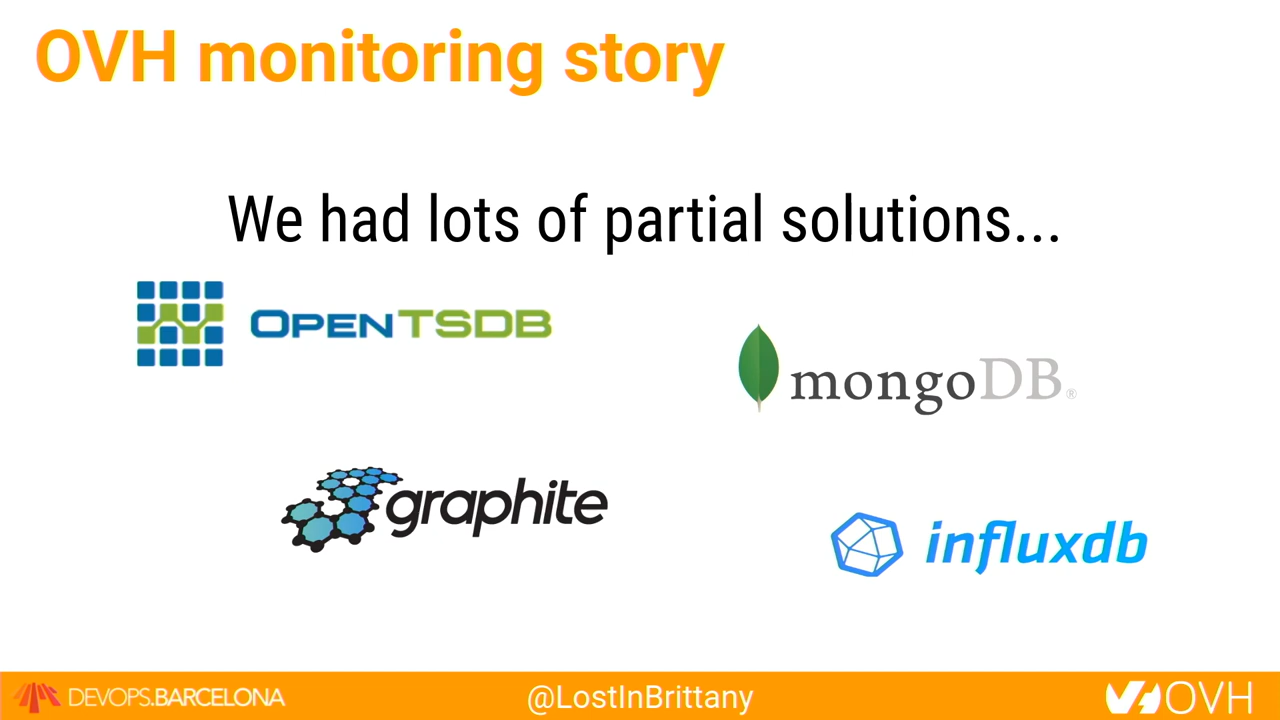 OVH monitoring story
We had lots of partial solutions...
OPENTSDB
mongoDB®
graphite
influxdb
DEVOPS.BARCELONA
@LostInBrittany
OVH